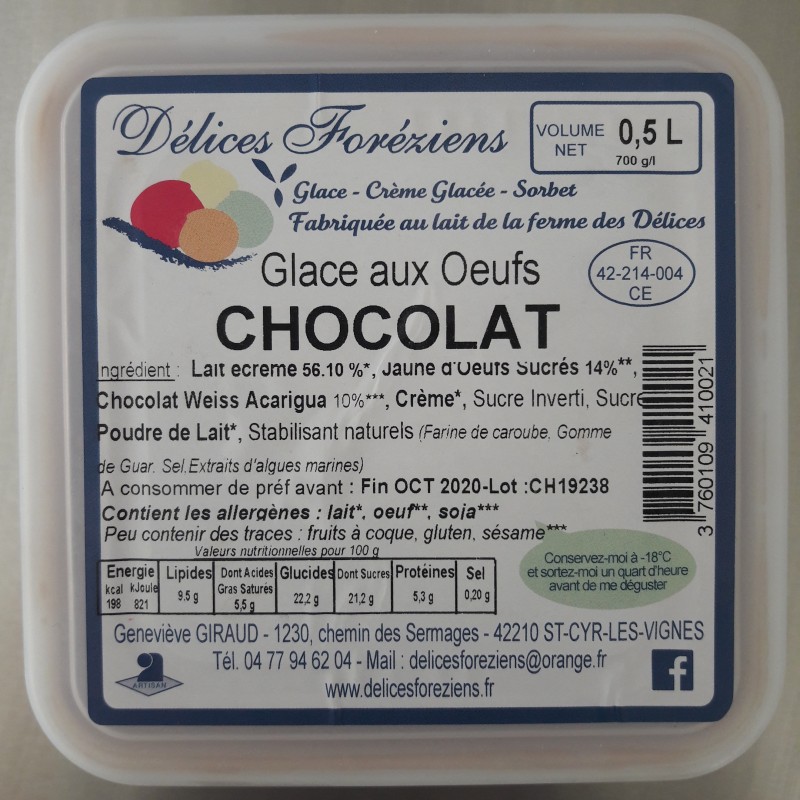 Délices Foréziens
VOLUME NET 0,5 L
700 g/l
Glace - Crème Glacée - Sorbet
Fabriquée au lait de la ferme des Délices
FR
42-214-004
CE
Glace aux Oeufs
CHOCOLAT
Ingrédient : Lait ecreme 56.10 %*, Jaune d'Oeufs Sucrés 14%**,
Chocolat Weiss Acarigua 10%***, Crème*, Sucre Inverti, Sucre
Poudre de Lait*, Stabilisant naturels (Farine de caroube, Gomme
de Guar, Sel, Extraits d'algues marines)
A consommer de préf avant : Fin OCT 2020-Lot :CH19238
Contient les allergènes : lait*, oeuf**, soja***
Peu contenir des traces : fruits à coque, gluten, sésame***
3 760109 410021
Conservez-moi à -18°C
et sortez-moi un quart d'heure
avant de me déguster
Valeurs nutritionnelles pour 100 g
Energie Lipides Dont Acides Gras Saturés Glucides Dont Sucres Protéines Sel
kcal kJoule
198 821 9,5 g 5,5 g 22,2 g 21,2 g 5,3 g 0,20 g
Geneviève GIRAUD - 1230, chemin des Sermages - 42210 ST-CYR-LES-VIGNES
Tél. 04 77 94 62 04 - Mail : delicesforeziens@orange.fr
www.delicesforeziens.fr
ARTISAN
f